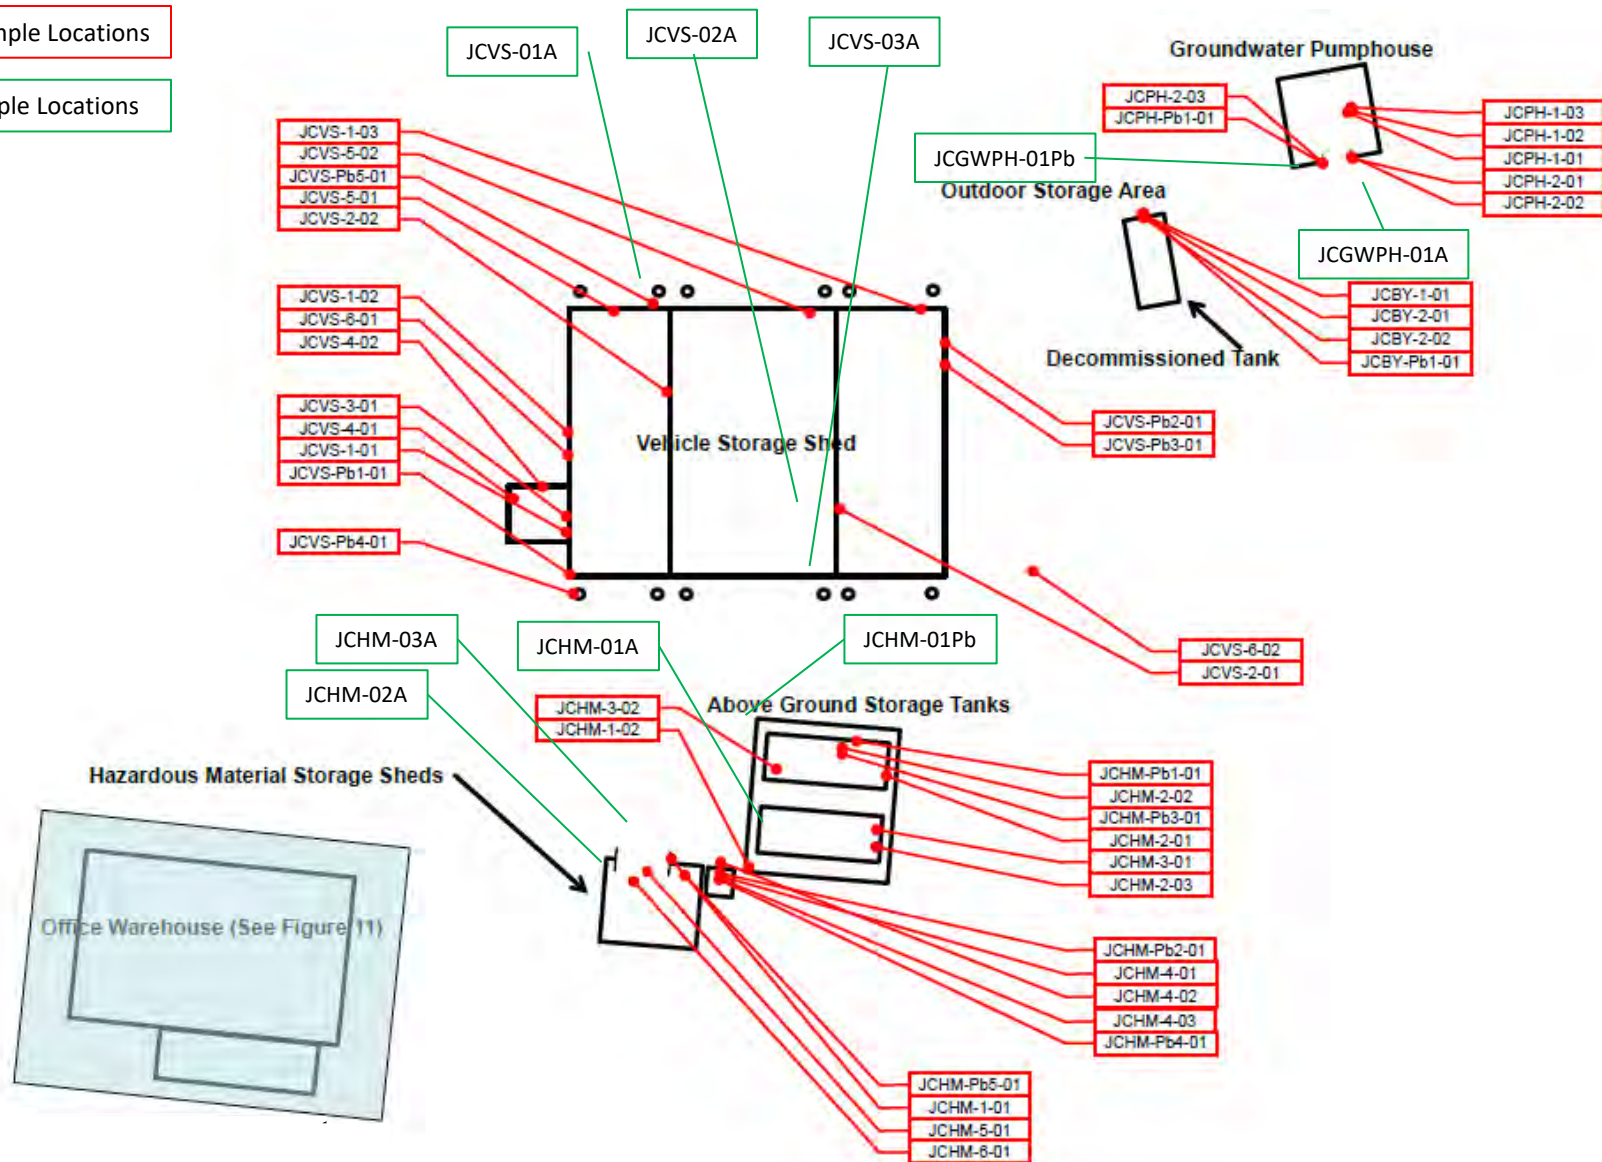 mple Locations
ple Locations
JCVS-01A
JCVS-02A
JCVS-03A
Groundwater Pumphouse
JCPH-2-03
JCPH-Pb1-01
JCPH-1-03
JCPH-1-02
JCPH-1-01
JCPH-2-01
JCPH-2-02
JCGWPH-01Pb
JCGWPH-01A
Outdoor Storage Area
JCBY-1-01
JCBY-2-01
JCBY-2-02
JCBY-Pb1-01
Decommissioned Tank
JCVS-1-03
JCVS-5-02
JCVS-Pb5-01
JCVS-5-01
JCVS-2-02
JCVS-1-02
JCVS-6-01
JCVS-4-02
JCVS-3-01
JCVS-4-01
JCVS-1-01
JCVS-Pb1-01
JCVS-Pb4-01
Vehicle Storage Shed
JCVS-Pb2-01
JCVS-Pb3-01
JCVS-6-02
JCVS-2-01
JCHM-03A
JCHM-01A
JCHM-01Pb
JCHM-02A
JCHM-3-02
JCHM-1-02
Above Ground Storage Tanks
Hazardous Material Storage Sheds
JCHM-Pb1-01
JCHM-2-02
JCHM-Pb3-01
JCHM-2-01
JCHM-3-01
JCHM-2-03
Office Warehouse (See Figure 11)
JCHM-Pb2-01
JCHM-4-01
JCHM-4-02
JCHM-4-03
JCHM-Pb4-01
JCHM-Pb5-01
JCHM-1-01
JCHM-5-01
JCHM-6-01